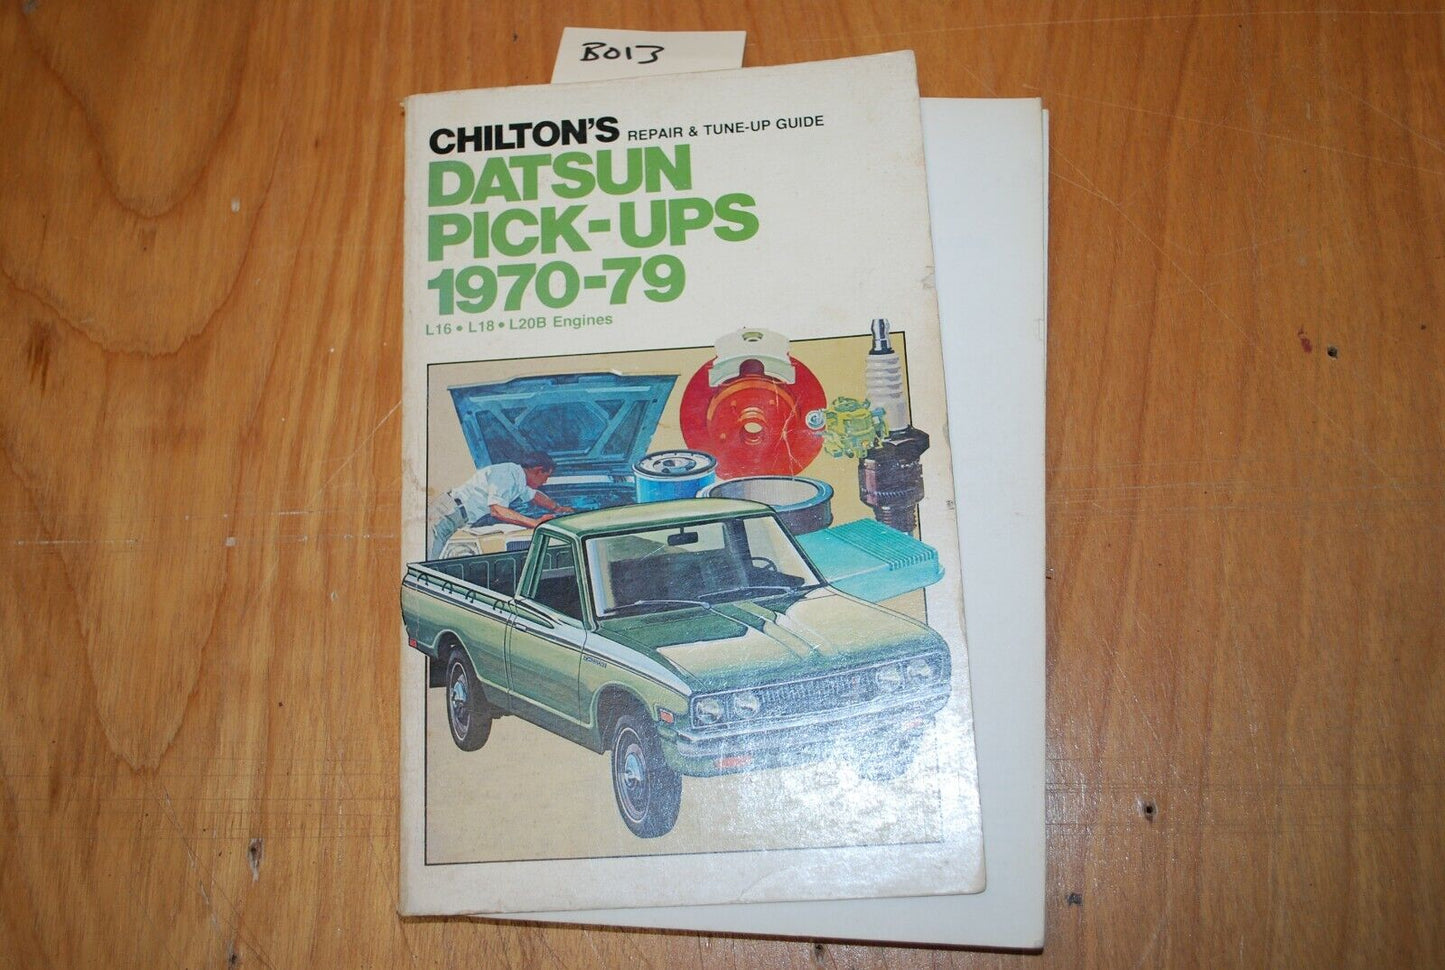 B013
CHILTON'S REPAIR & TUNE-UP GUIDE
DATSUN
PICK-UPS
1970-79
L16 • L18 • L20B Engines